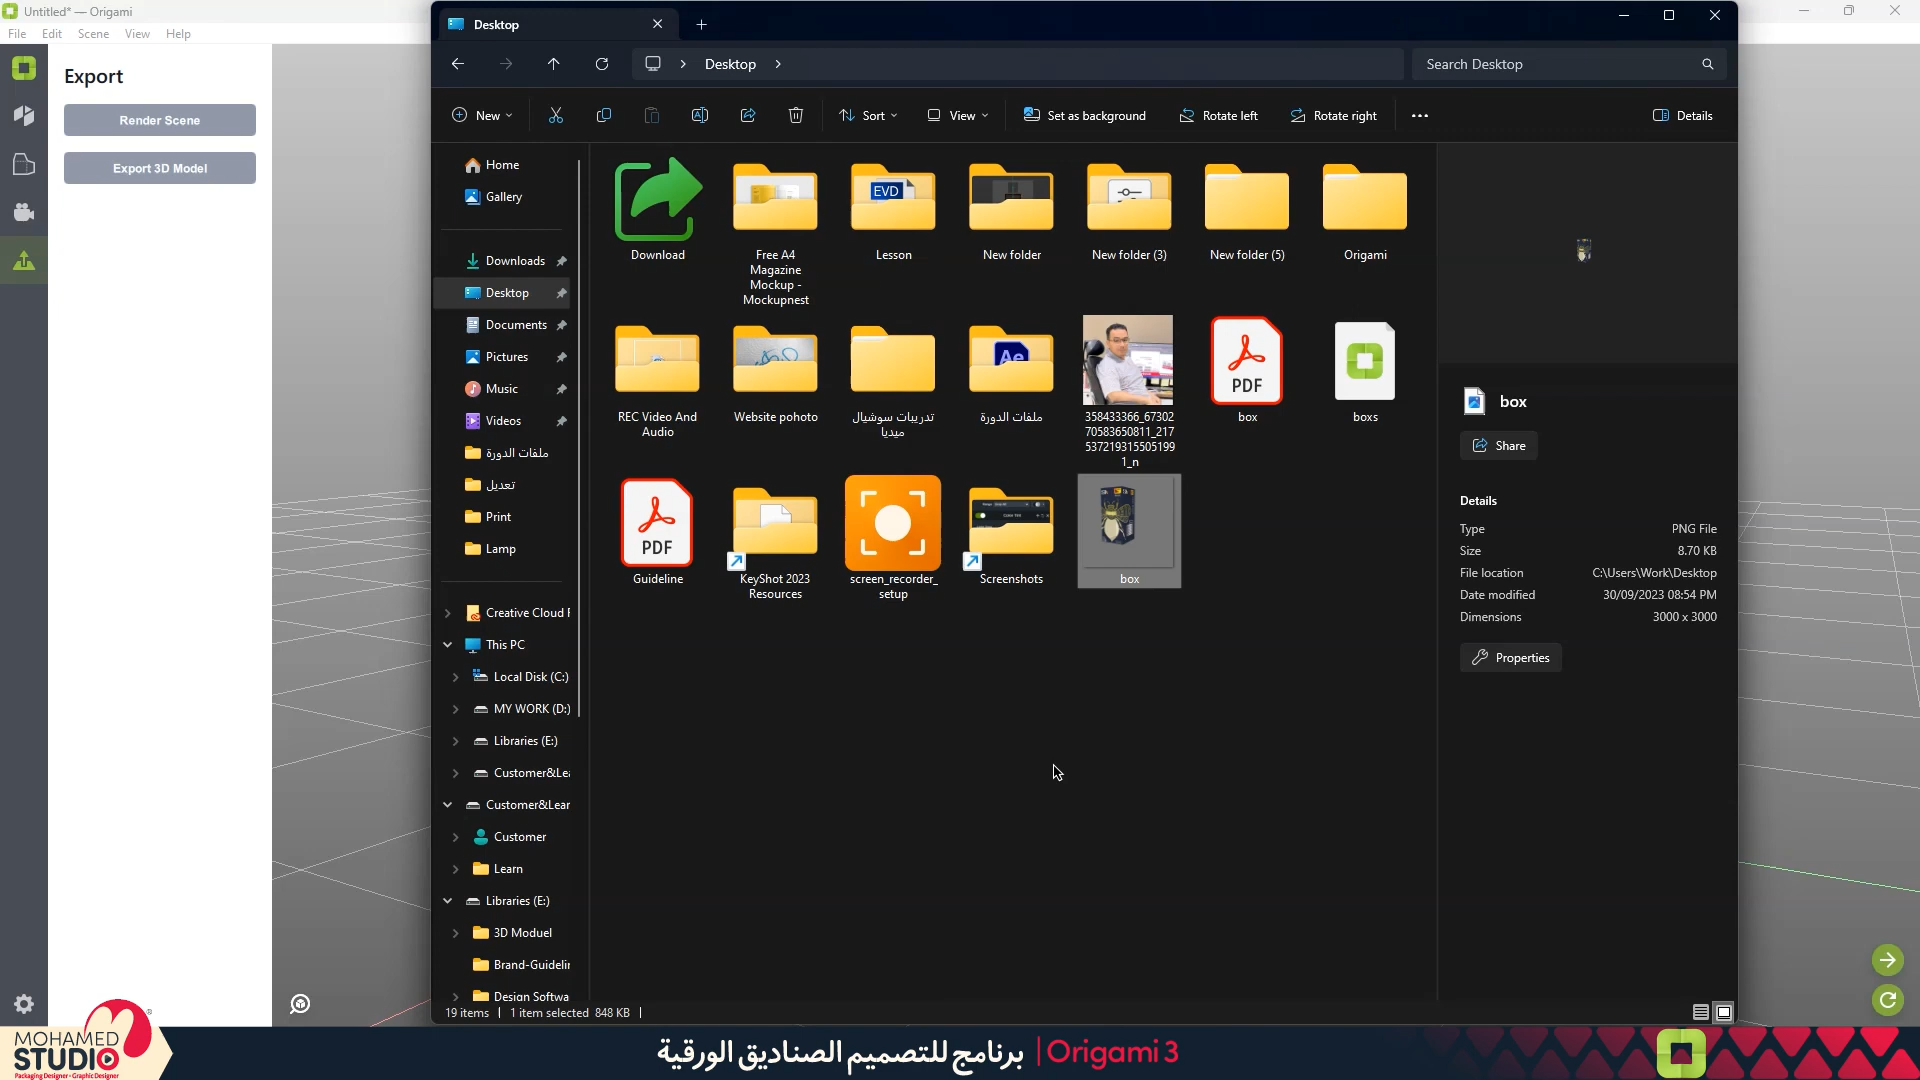 Untitled* — Origami
File Edit Scene View Help
Export
Render Scene
Export 3D Model
Desktop
Desktop
Search Desktop
New
Sort
View
Set as background
Rotate left
Rotate right
Details
Home
Gallery
Downloads
Desktop
Documents
Pictures
Music
Videos
ملفات الدورة
تعديل
Print
Lamp
Creative Cloud F
This PC
Local Disk (C:)
MY WORK (D:)
Libraries (E:)
Customer&Lea
Customer&Lear
Customer
Learn
Libraries (E:)
3D Moduel
Brand-Guidelin
Design Softwa
Download
Free A4
Magazine
Mockup -
Mockupnest
EVD
Lesson
New folder
New folder (3)
New folder (5)
Origami
REC Video And
Audio
Website pohoto
تدريبات سوشيال
ميديا
Ae
ملفات الدورة
358433366_67302
70583650811_217
537219315505199
1_n
PDF
box
boxs
PDF
Guideline
KeyShot 2023
Resources
screen_recorder_
setup
Screenshots
box
box
Share
Details
Type PNG File
Size 8.70 KB
File location C:\Users\Work\Desktop
Date modified 30/09/2023 08:54 PM
Dimensions 3000 x 3000
Properties
19 items 1 item selected 848 KB
MOHAMED
STUDIO
Packaging Designer - Graphic Designer
برنامج للتصميم الصناديق الورقية | Origami 3